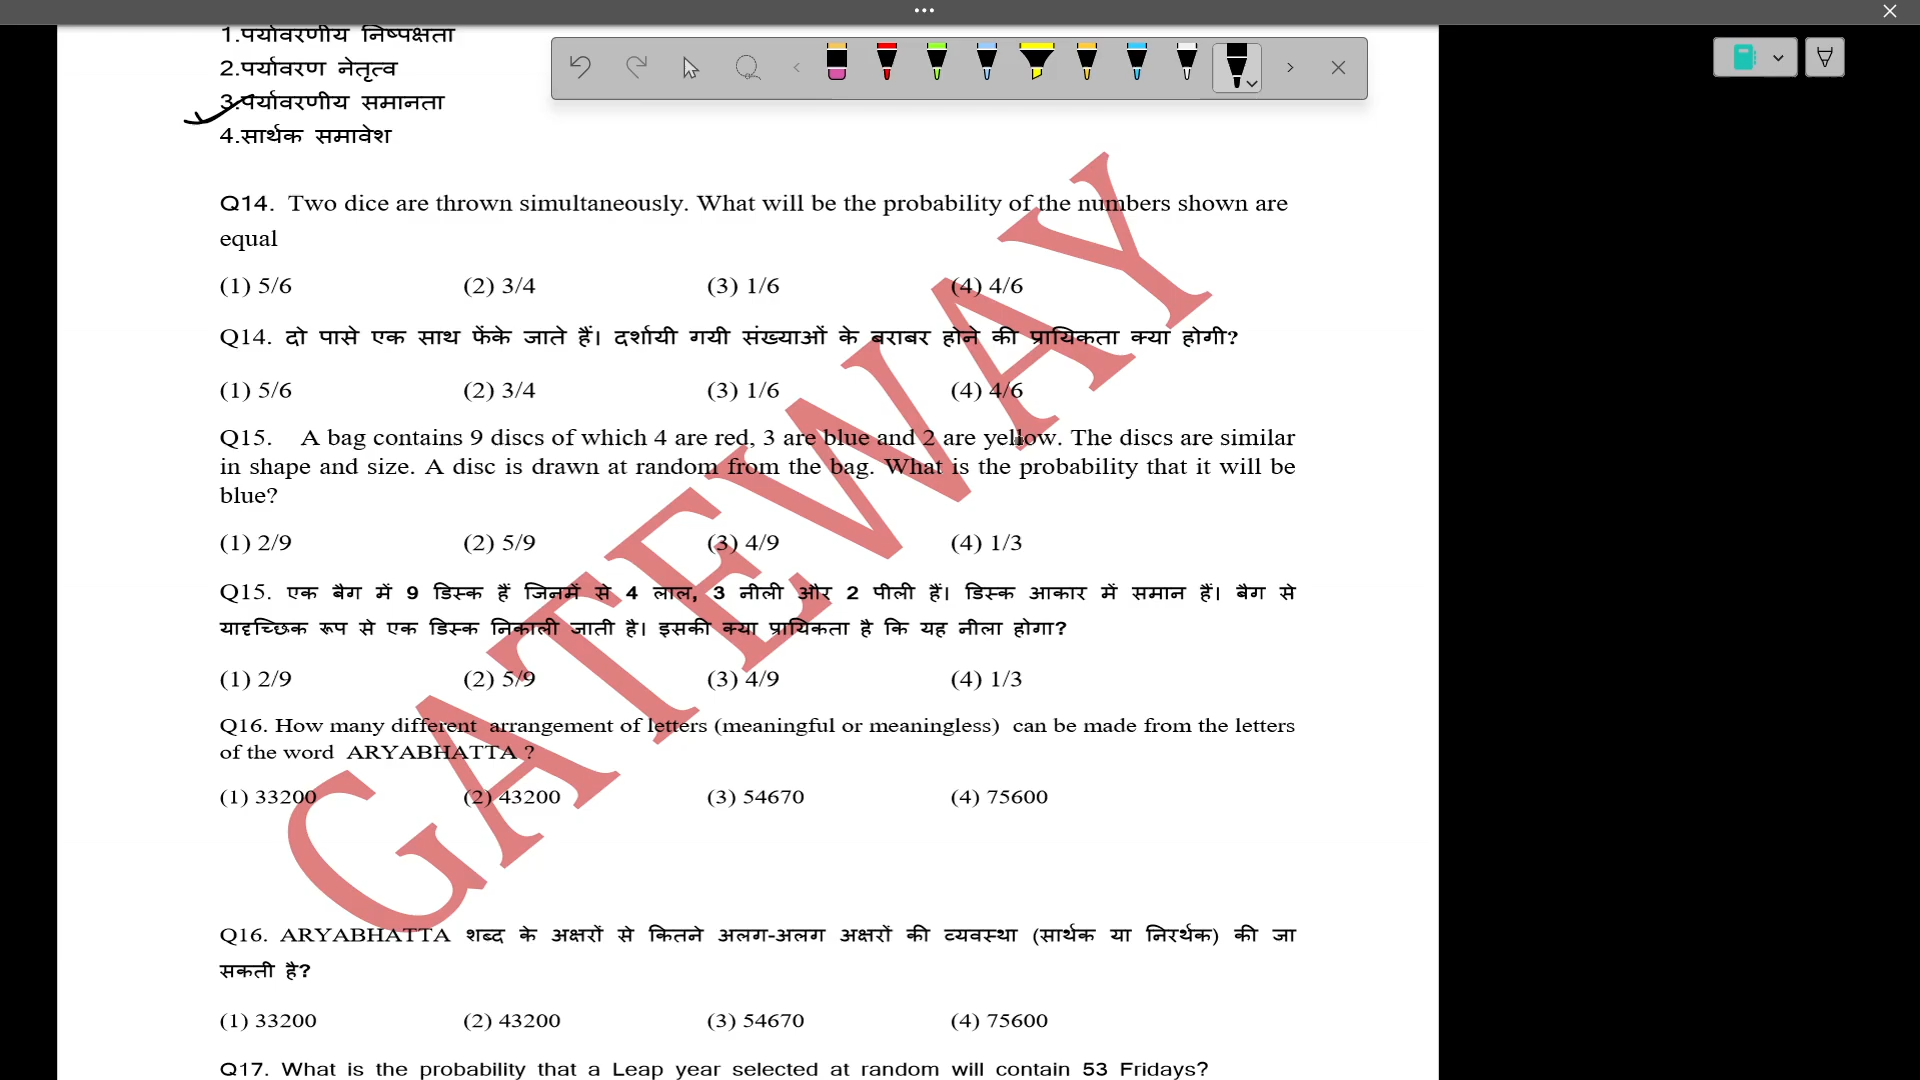 1.पर्यावरणीय निष्पक्षता
2.पर्यावरण नेतृत्व
3.पर्यावरणीय समानता
4.सार्थक समावेश
Q14. Two dice are thrown simultaneously. What will be the probability of the numbers shown are
equal
(1) 5/6 (2) 3/4 (3) 1/6 (4) 4/6
Q14. दो पासे एक साथ फेंके जाते हैं। दर्शायी गयी संख्याओं के बराबर होने की प्रायिकता क्या होगी?
(1) 5/6 (2) 3/4 (3) 1/6 (4) 4/6
Q15. A bag contains 9 discs of which 4 are red, 3 are blue and 2 are yellow. The discs are similar
in shape and size. A disc is drawn at random from the bag. What is the probability that it will be
blue?
(1) 2/9 (2) 5/9 (3) 4/9 (4) 1/3
Q15. एक बैग में 9 डिस्क हैं जिनमें से 4 लाल, 3 नीली और 2 पीली हैं। डिस्क आकार में समान हैं। बैग से
यादृच्छिक रूप से एक डिस्क निकाली जाती है। इसकी क्या प्रायिकता है कि यह नीला होगा?
(1) 2/9 (2) 5/9 (3) 4/9 (4) 1/3
Q16. How many different arrangement of letters (meaningful or meaningless) can be made from the letters
of the word ARYABHATTA ?
(1) 33200 (2) 43200 (3) 54670 (4) 75600
Q16. ARYABHATTA शब्द के अक्षरों से कितने अलग-अलग अक्षरों की व्यवस्था (सार्थक या निरर्थक) की जा
सकती है?
(1) 33200 (2) 43200 (3) 54670 (4) 75600
Q17. What is the probability that a Leap year selected at random will contain 53 Fridays?
GATEWAY